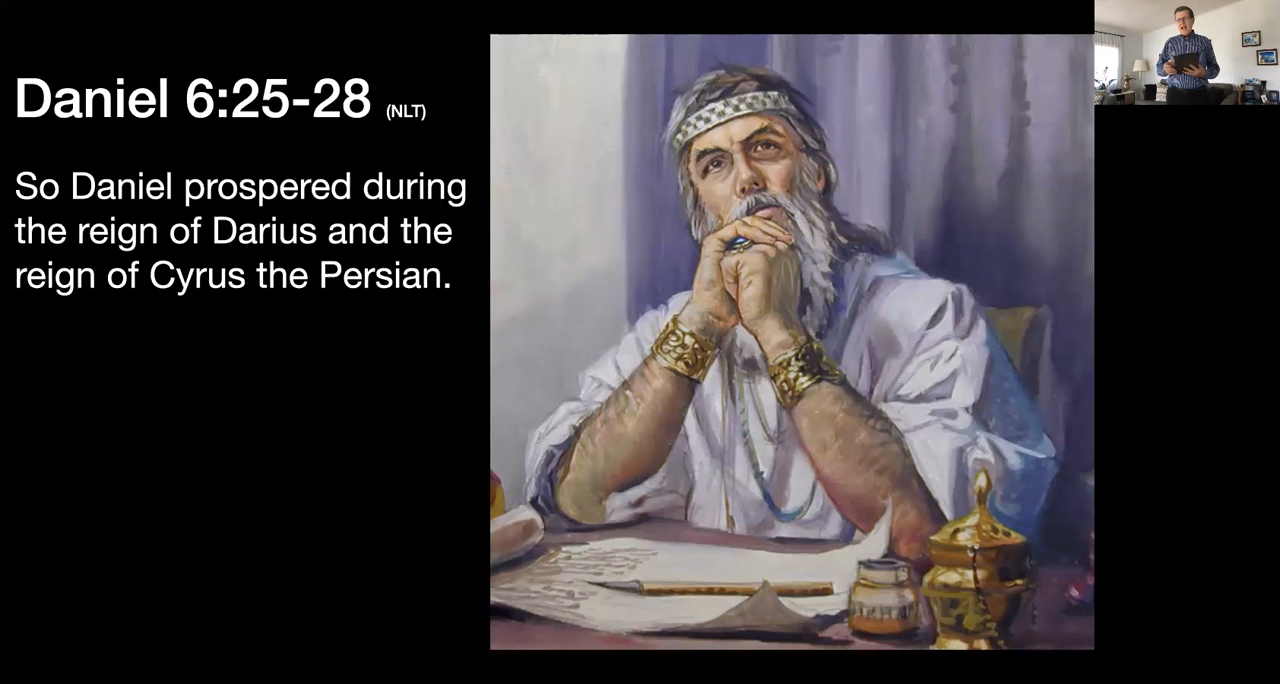 Daniel 6:25-28 (NLT)
So Daniel prospered during
the reign of Darius and the
reign of Cyrus the Persian.